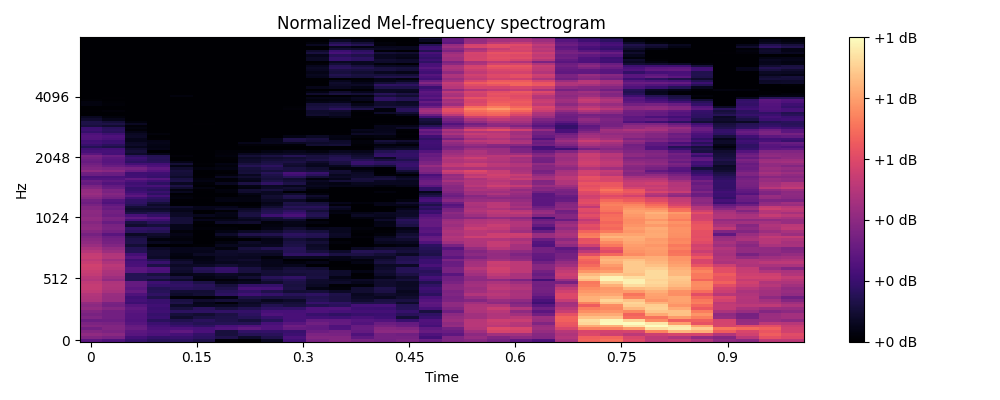 Normalized Mel-frequency spectrogram
Hz
4096
2048
1024
512
0
0 0.15 0.3 0.45 0.6 0.75 0.9
Time
+1 dB
+1 dB
+1 dB
+0 dB
+0 dB
+0 dB